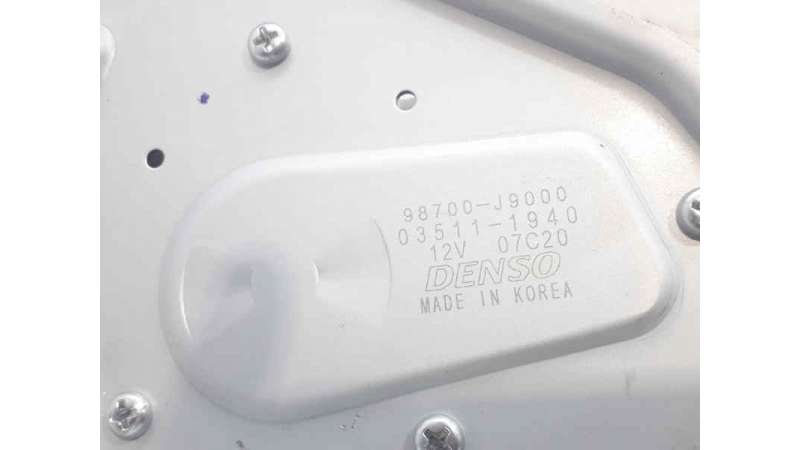 98700-J9000
03511-1940
12V 07C20
DENSO
MADE IN KOREA